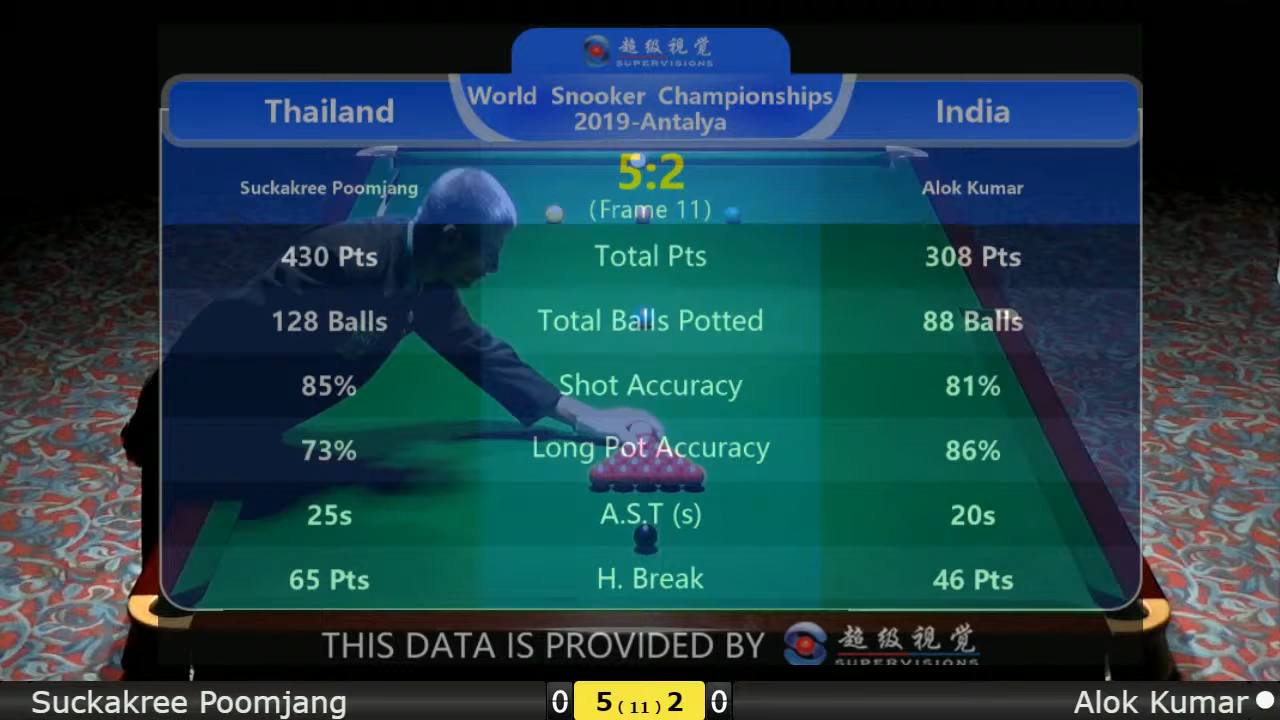 超级视觉
SUPERVISIONS
Thailand
World Snooker Championships
2019-Antalya
India
Suckakree Poomjang
5:2
Alok Kumar
(Frame 11)
430 Pts Total Pts 308 Pts
128 Balls Total Balls Potted 88 Balls
85% Shot Accuracy 81%
73% Long Pot Accuracy 86%
25s A.S.T (s) 20s
65 Pts H. Break 46 Pts
THIS DATA IS PROVIDED BY 超级视觉
SUPERVISIONS
Suckakree Poomjang 0 5 (11) 2 0 Alok Kumar